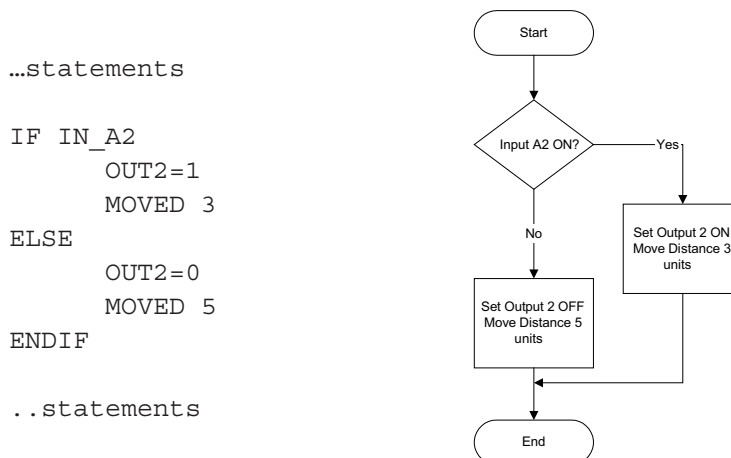 …statements
IF IN_A2
OUT2=1
MOVED 3
ELSE
OUT2=0
MOVED 5
ENDIF
..statements
Start
Input A2 ON?
Yes
No
Set Output 2 ON
Move Distance 3
units
Set Output 2 OFF
Move Distance 5
units
End